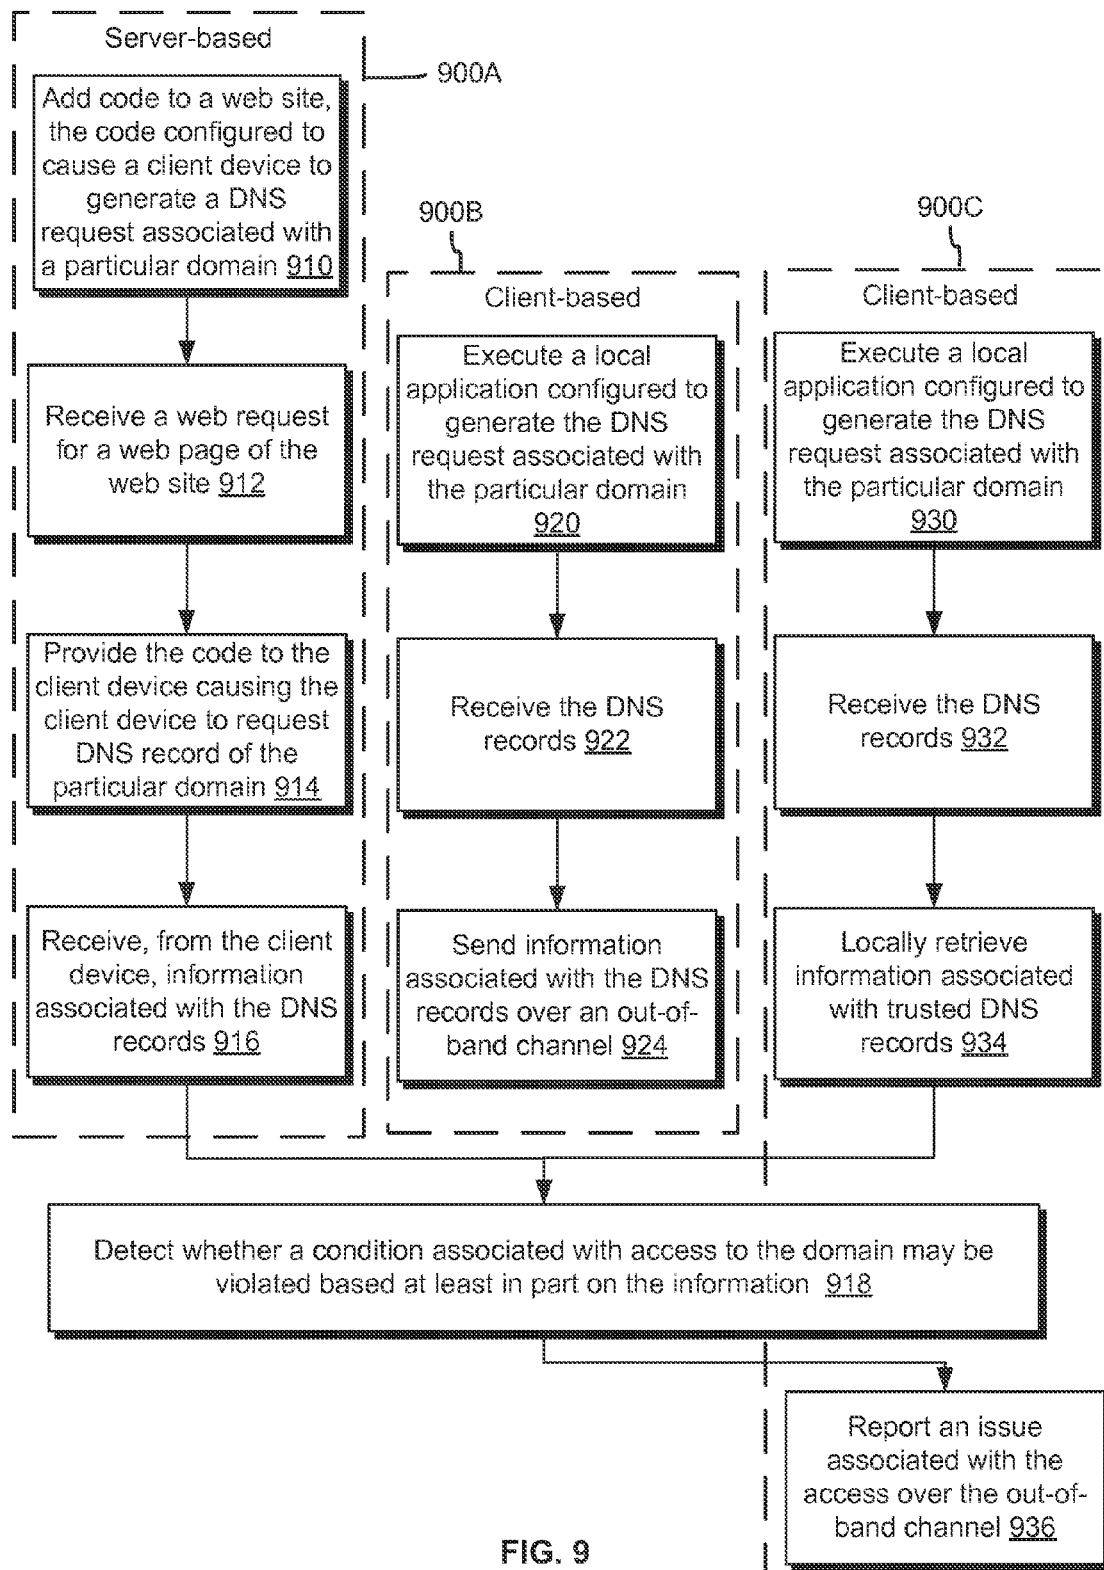 Server-based
900A
Add code to a web site,
the code configured to
cause a client device to
generate a DNS
request associated with
a particular domain 910
Receive a web request
for a web page of the
web site 912
Provide the code to the
client device causing the
client device to request
DNS record of the
particular domain 914
Receive, from the client
device, information
associated with the DNS
records 916
900B
Client-based
Execute a local
application configured to
generate the DNS
request associated with
the particular domain
920
Receive the DNS
records 922
Send information
associated with the DNS
records over an out-of-
band channel 924
900C
Client-based
Execute a local
application configured to
generate the DNS
request associated with
the particular domain
930
Receive the DNS
records 932
Locally retrieve
information associated
with trusted DNS
records 934
Detect whether a condition associated with access to the domain may be
violated based at least in part on the information 918
Report an issue
associated with the
access over the out-of-
band channel 936
FIG. 9